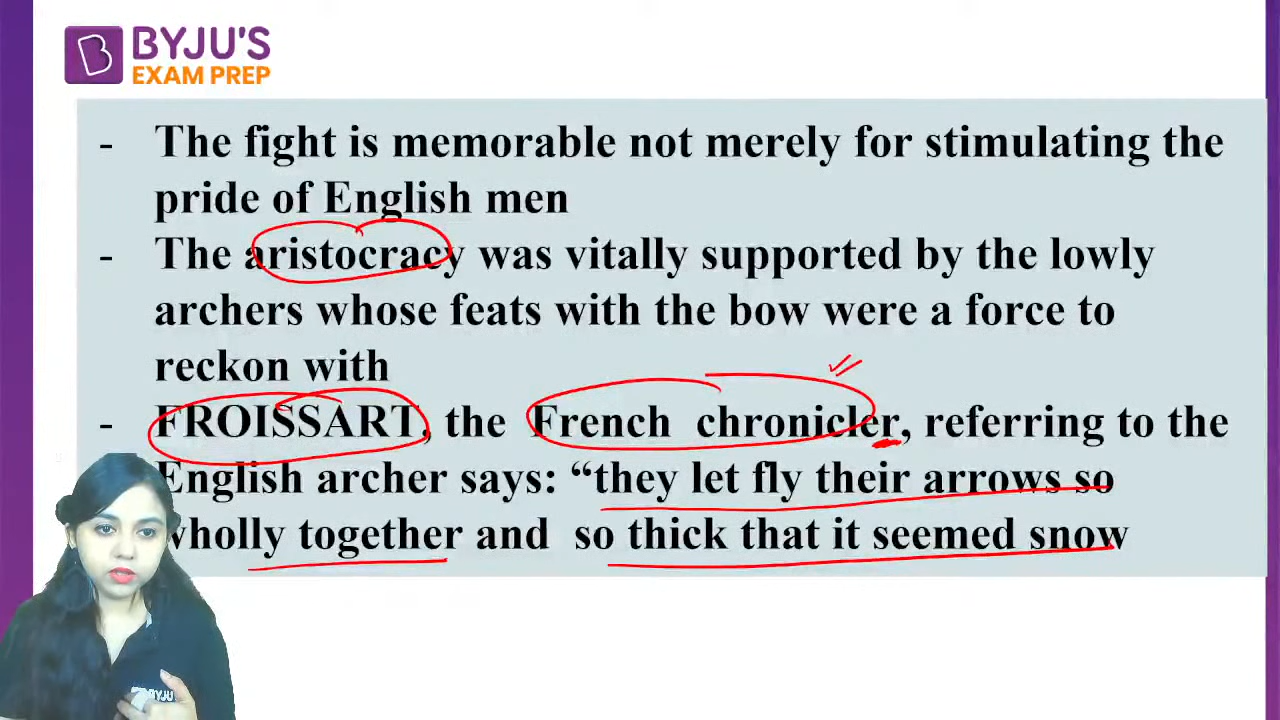 BYJU'S
EXAM PREP
- The fight is memorable not merely for stimulating the
pride of English men
- The aristocracy was vitally supported by the lowly
archers whose feats with the bow were a force to
reckon with
- FROISSART, the French chronicler, referring to the
English archer says: “they let fly their arrows so
wholly together and so thick that it seemed snow
BYJU'S